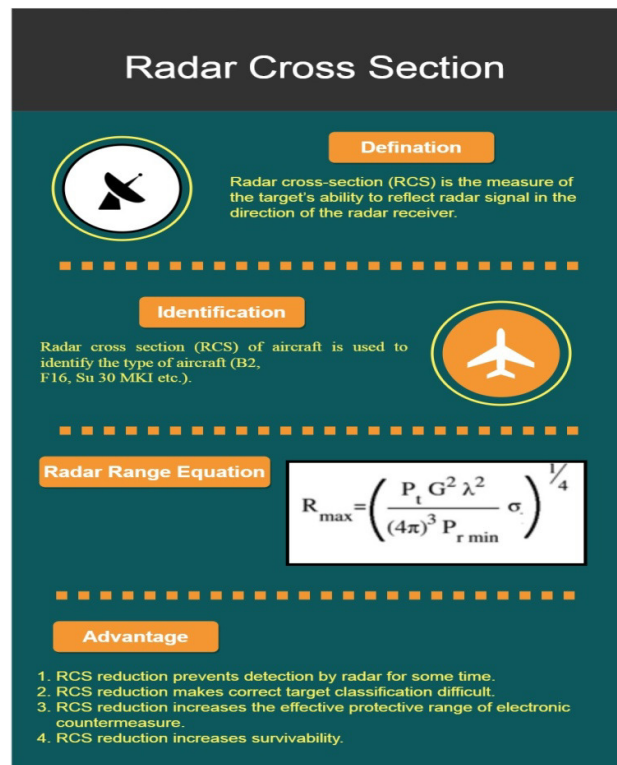 Radar Cross Section
Defination
Radar cross-section (RCS) is the measure of
the target's ability to reflect radar signal in the
direction of the radar receiver.
Identification
Radar cross section (RCS) of aircraft is used to
identify the type of aircraft (B2,
F16, Su 30 MKI etc.).
Radar Range Equation
R max = ( P t G² λ² / (4π)³ P r min σ ) 1/4
Advantage
1. RCS reduction prevents detection by radar for some time.
2. RCS reduction makes correct target classification difficult.
3. RCS reduction increases the effective protective range of electronic
countermeasure.
4. RCS reduction increases survivability.